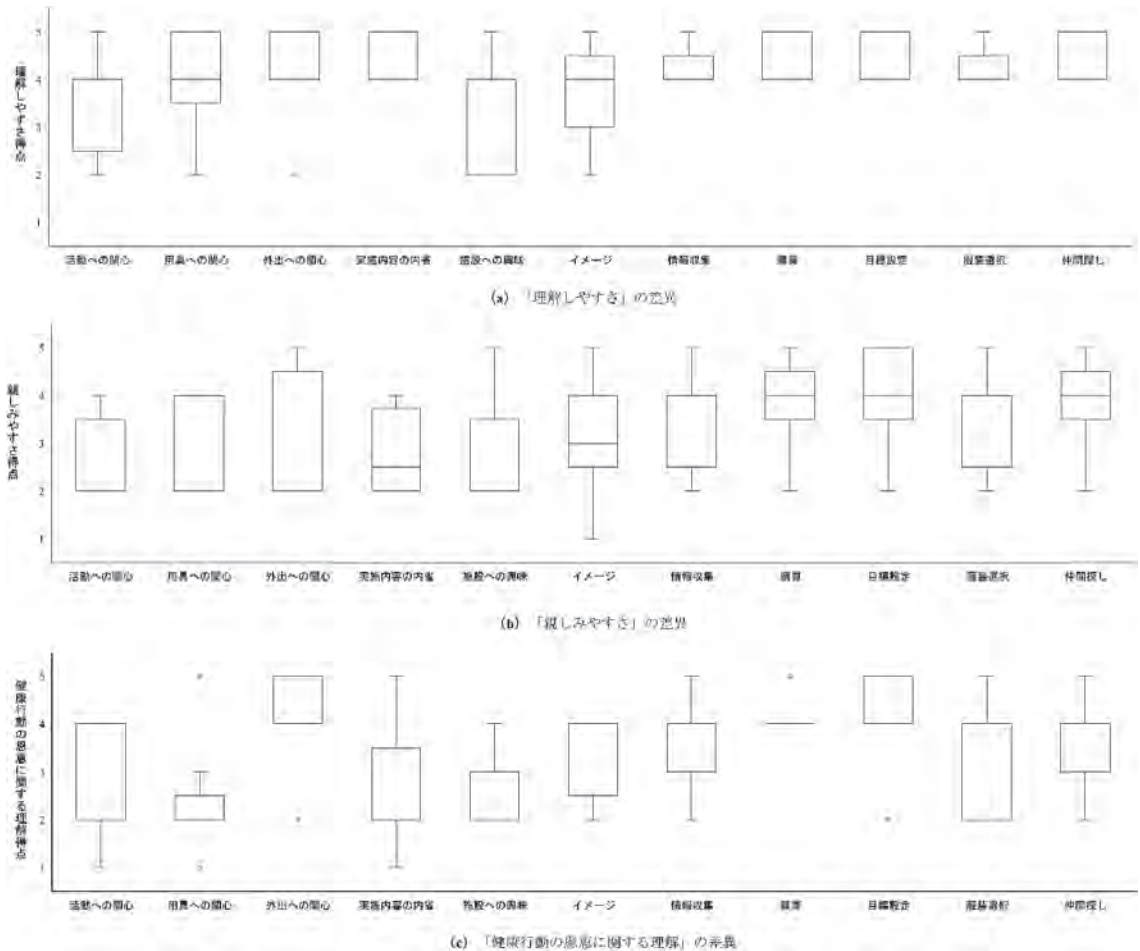 理解しやすさ得点
5
4
3
2
1
活動への関心 用具への関心 外出への関心 実施内容の内省 施設への興味 イメージ 情報収集 購買 目標設定 服装選択 仲間探し
(a) 「理解しやすさ」の差異
親しみやすさ得点
5
4
3
2
1
活動への関心 用具への関心 外出への関心 実施内容の内省 施設への興味 イメージ 情報収集 購買 目標設定 服装選択 仲間探し
(b) 「親しみやすさ」の差異
健康行動の恩恵に関する理解得点
5
4
3
2
1
活動への関心 用具への関心 外出への関心 実施内容の内省 施設への興味 イメージ 情報収集 購買 目標設定 服装選択 仲間探し
(c) 「健康行動の恩恵に関する理解」の差異